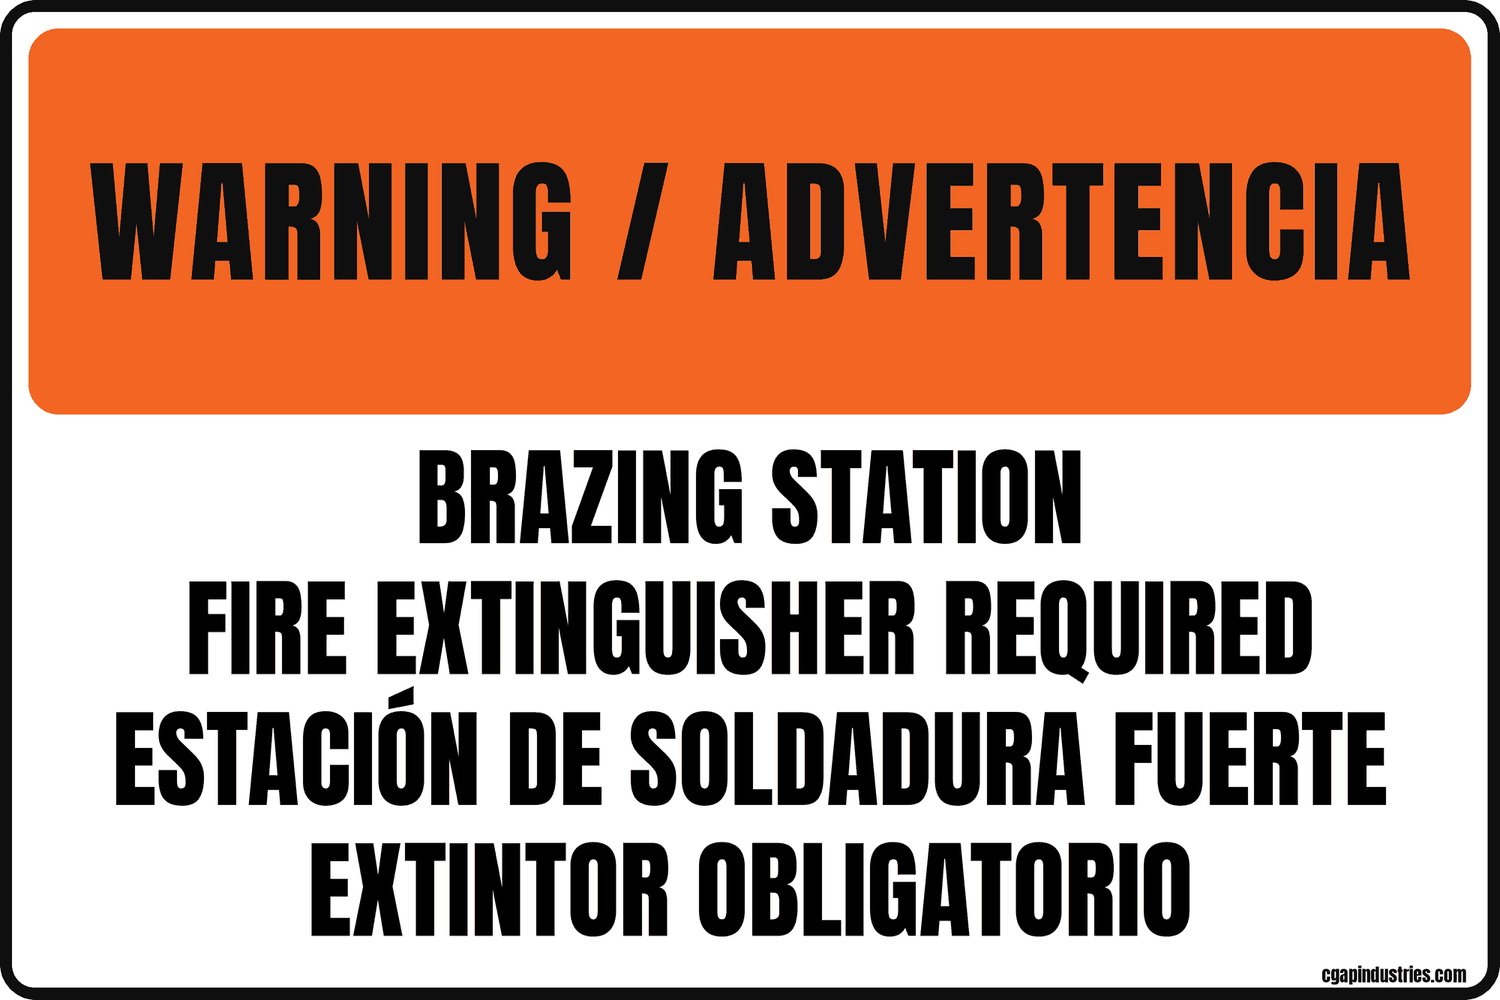 WARNING / ADVERTENCIA
BRAZING STATION
FIRE EXTINGUISHER REQUIRED
ESTACIÓN DE SOLDADURA FUERTE
EXTINTOR OBLIGATORIO
cgapindustries.com